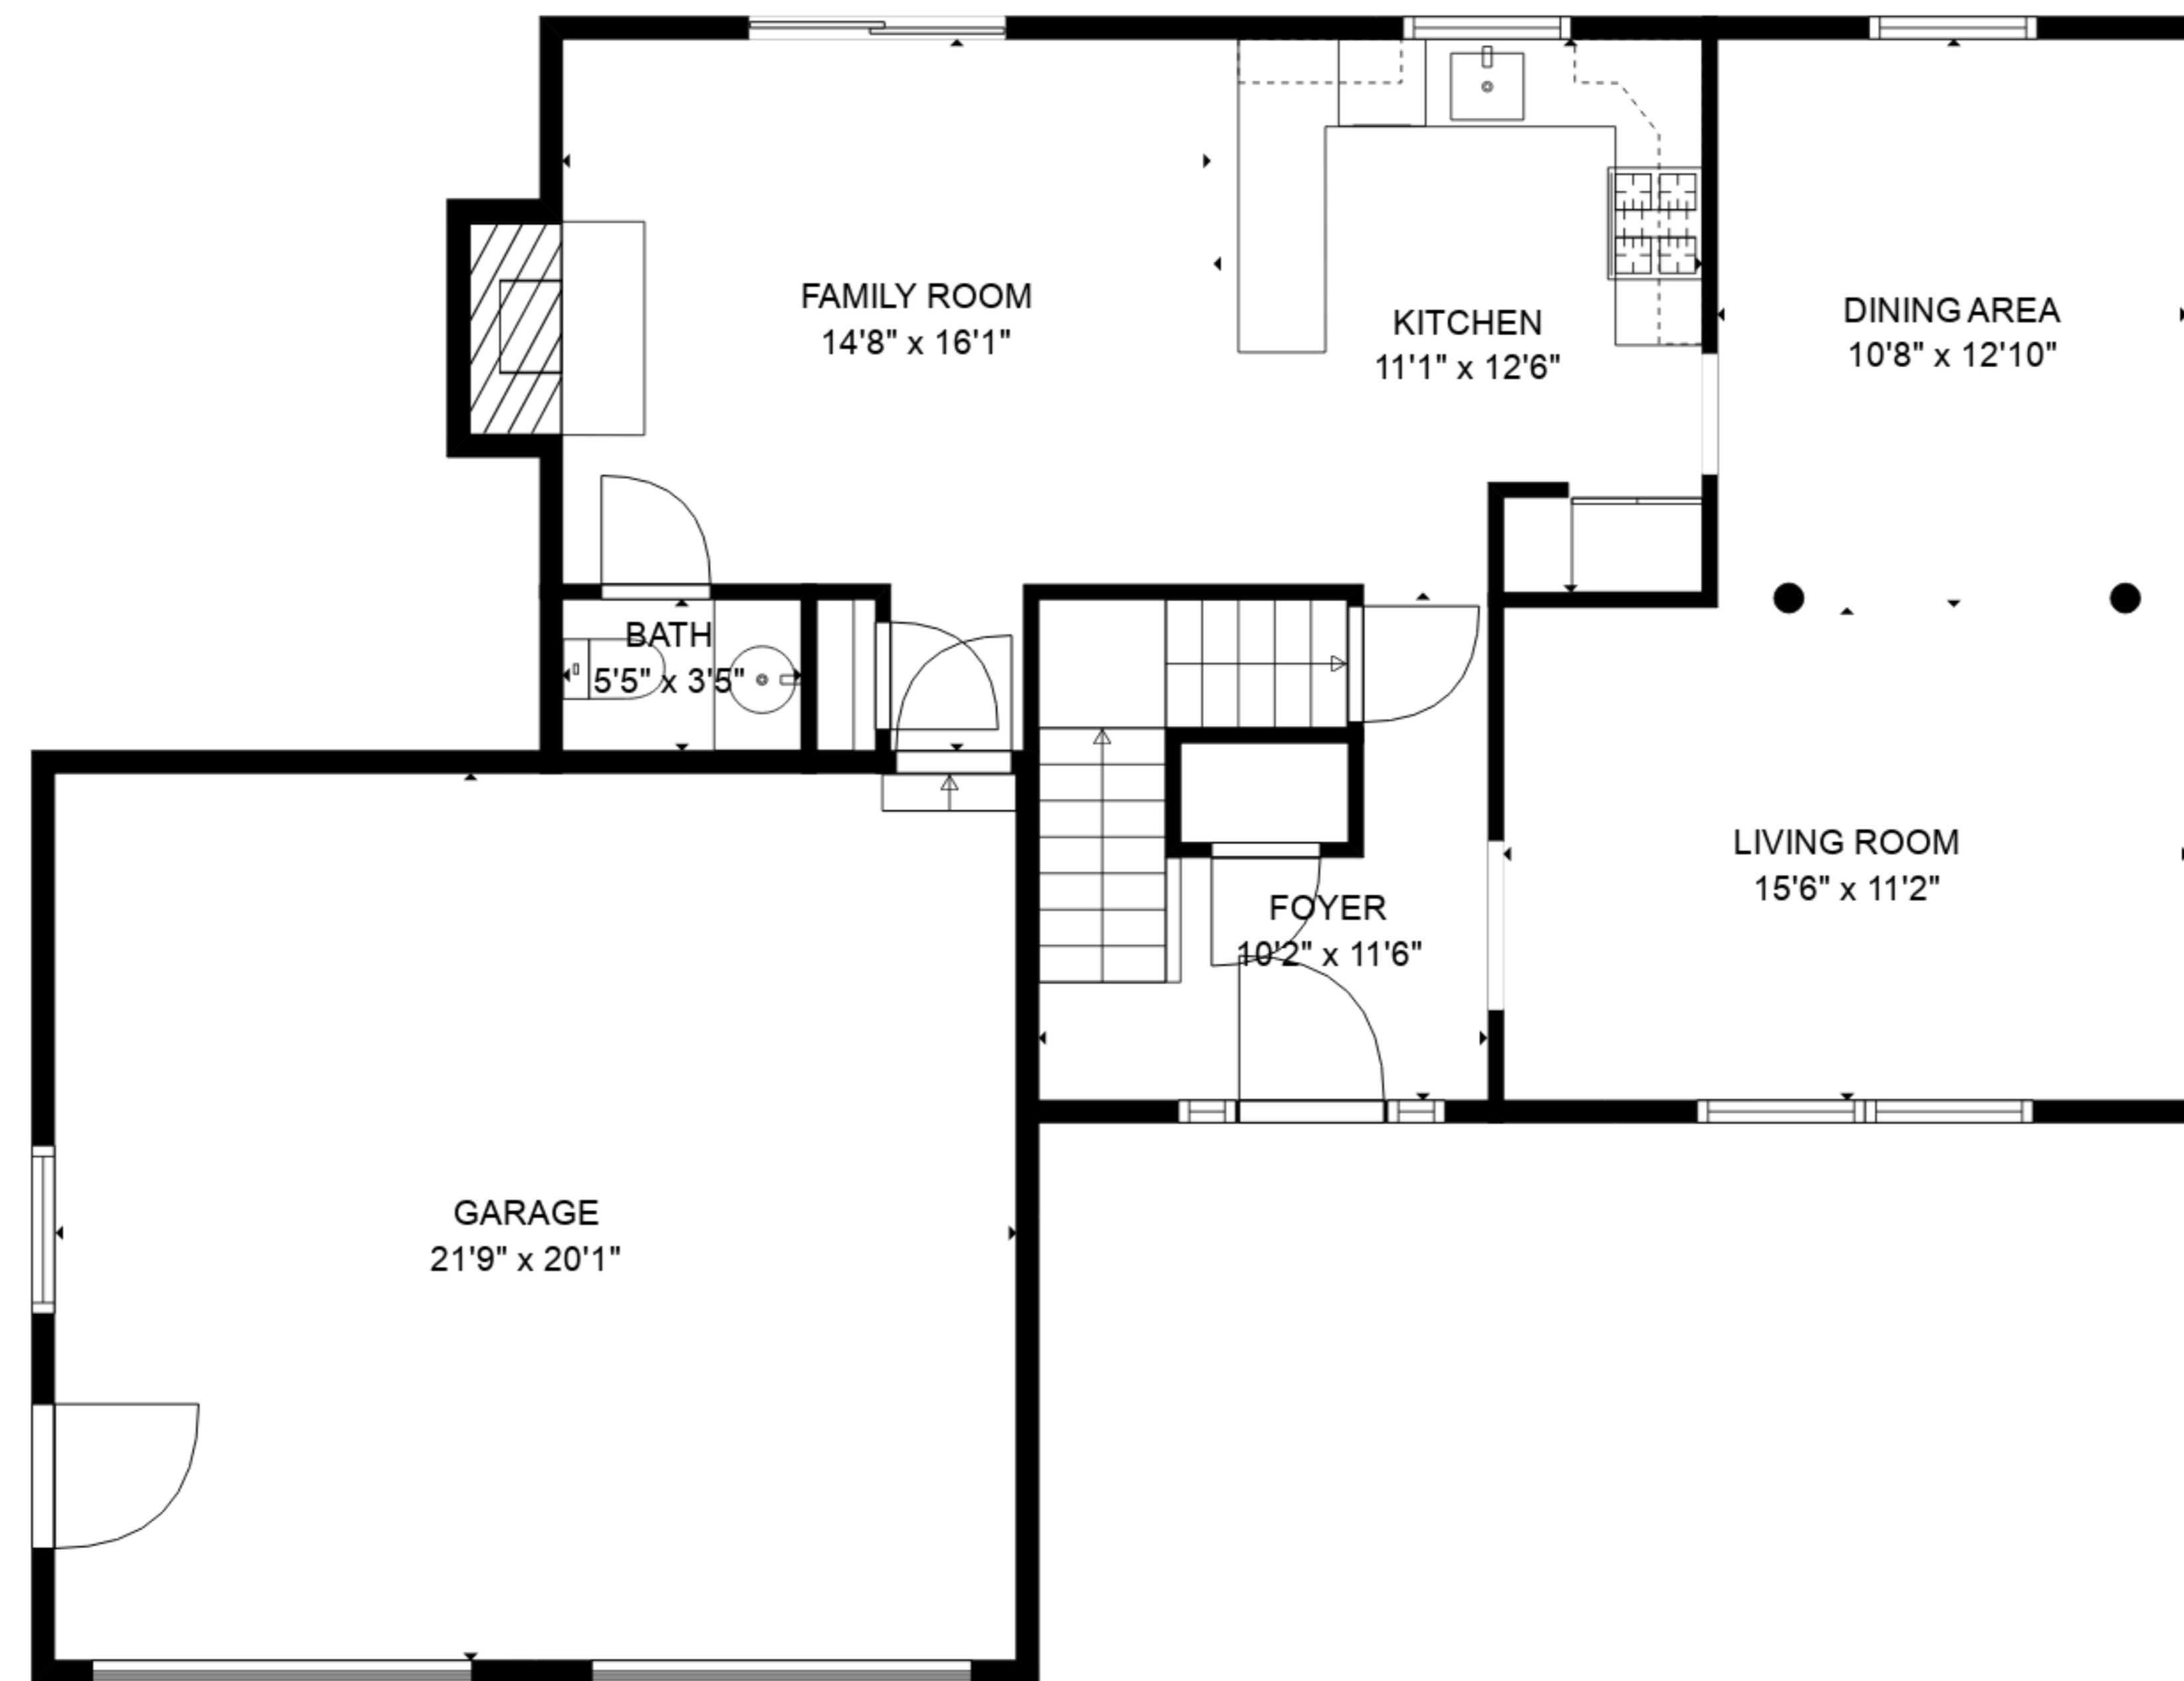 FAMILY ROOM
14'8" x 16'1"
KITCHEN
11'1" x 12'6"
DINING AREA
10'8" x 12'10"
BATH
5'5" x 3'5"
LIVING ROOM
15'6" x 11'2"
FOYER
10'2" x 11'6"
GARAGE
21'9" x 20'1"